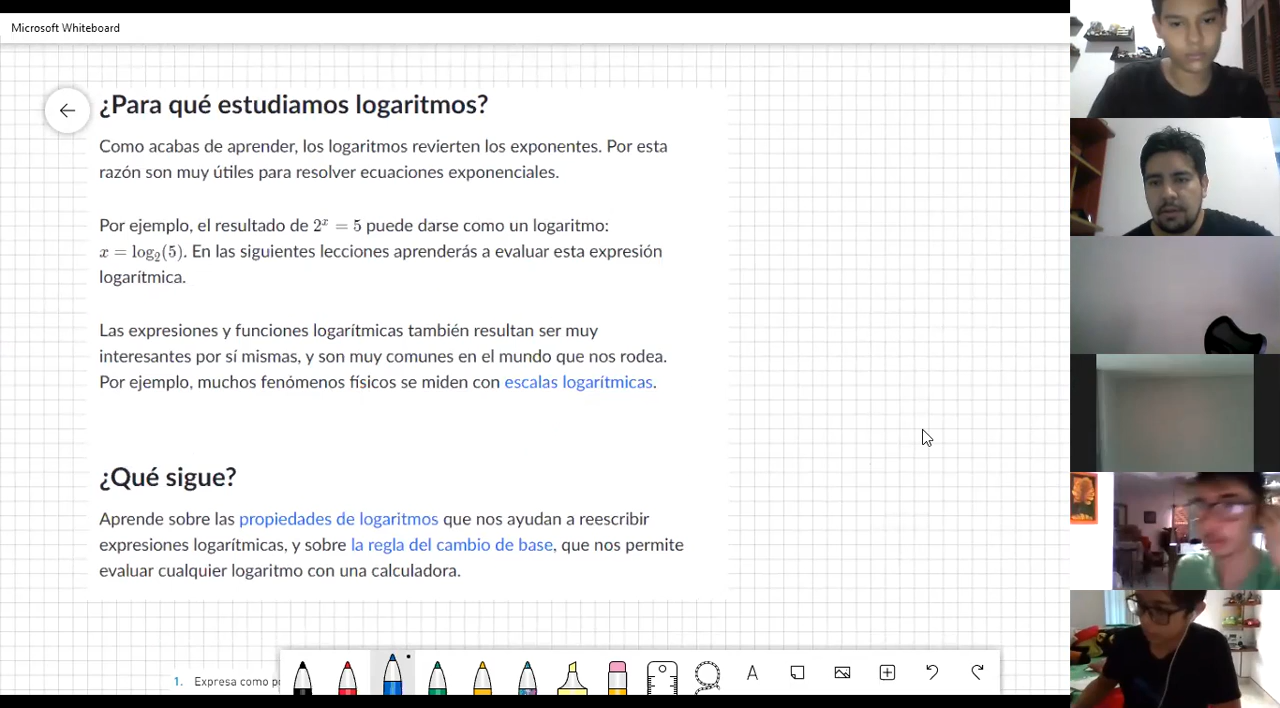 Microsoft Whiteboard
¿Para qué estudiamos logaritmos?
Como acabas de aprender, los logaritmos revierten los exponentes. Por esta
razón son muy útiles para resolver ecuaciones exponenciales.
Por ejemplo, el resultado de 2ˣ = 5 puede darse como un logaritmo:
x = log₂(5). En las siguientes lecciones aprenderás a evaluar esta expresión
logarítmica.
Las expresiones y funciones logarítmicas también resultan ser muy
interesantes por sí mismas, y son muy comunes en el mundo que nos rodea.
Por ejemplo, muchos fenómenos físicos se miden con escalas logarítmicas.
¿Qué sigue?
Aprende sobre las propiedades de logaritmos que nos ayudan a reescribir
expresiones logarítmicas, y sobre la regla del cambio de base, que nos permite
evaluar cualquier logaritmo con una calculadora.
1. Expresa como
A